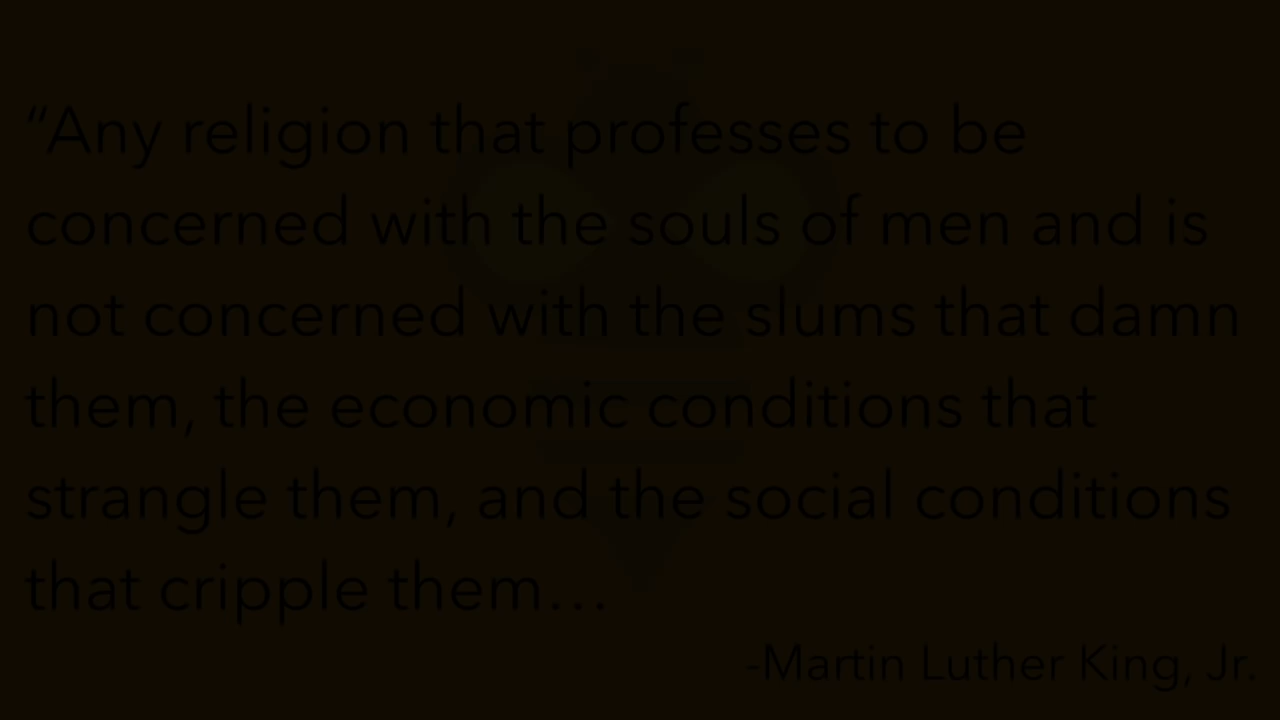 “Any religion that professes to be
concerned with the souls of men and is
not concerned with the slums that damn
them, the economic conditions that
strangle them, and the social conditions
that cripple them…
-Martin Luther King, Jr.